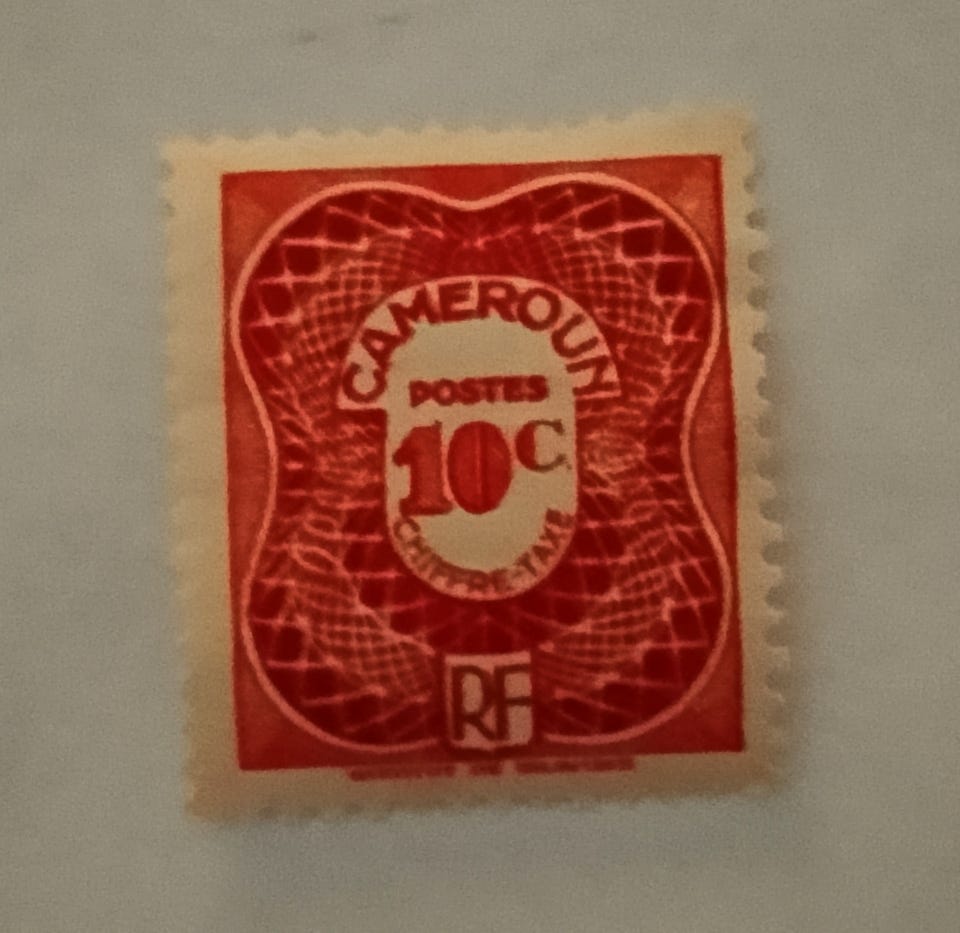 CAMEROUN
POSTES
10c
CHIFFRE-TAXE
RF